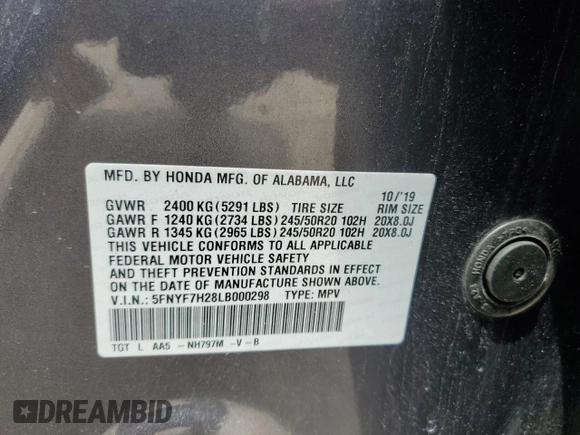 MFD. BY HONDA MFG. OF ALABAMA, LLC
10/'19
GVWR 2400 KG (5291 LBS) TIRE SIZE RIM SIZE
GAWR F 1240 KG (2734 LBS) 245/50R20 102H 20X8.0J
GAWR R 1345 KG (2965 LBS) 245/50R20 102H 20X8.0J
THIS VEHICLE CONFORMS TO ALL APPLICABLE
FEDERAL MOTOR VEHICLE SAFETY
AND THEFT PREVENTION STANDARDS IN EFFECT
ON THE DATE OF MANUFACTURE SHOWN ABOVE.
V.I.N.: 5FNYF7H28LB000298 TYPE: MPV
TGT L AA5 -NH797M -V-B
HONDA
DREAMBID